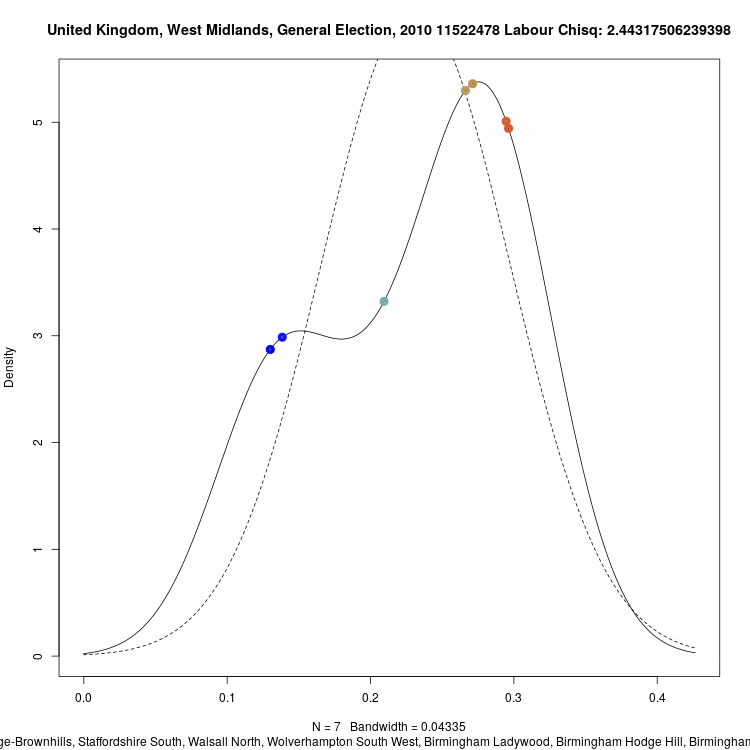 United Kingdom, West Midlands, General Election, 2010 11522478 Labour Chisq: 2.44317506239398
Density
5
4
3
2
1
0
0.0 0.1 0.2 0.3 0.4
N = 7 Bandwidth = 0.04335
ge-Brownhills, Staffordshire South, Walsall North, Wolverhampton South West, Birmingham Ladywood, Birmingham Hodge Hill, Birmingham